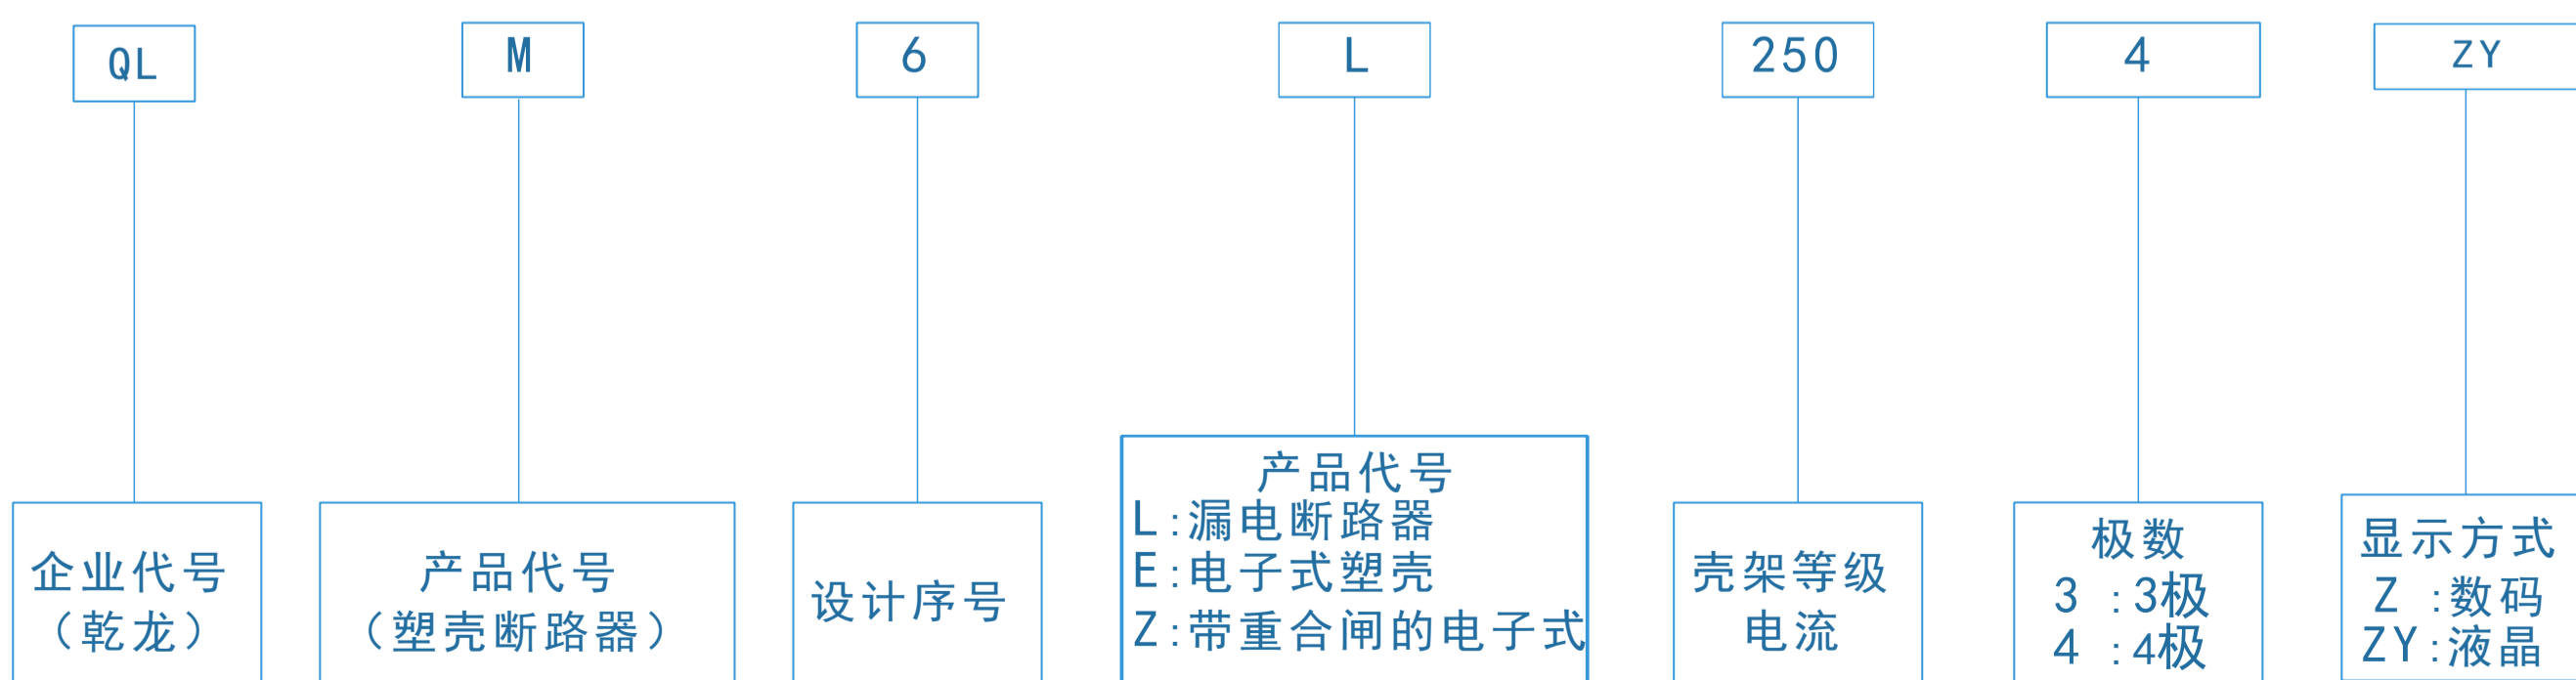 QL
M
6
L
250
4
ZY
企业代号
（乾龙）
产品代号
（塑壳断路器）
设计序号
产品代号
L:漏电断路器
E:电子式塑壳
Z:带重合闸的电子式
壳架等级
电流
极数
3 :3极
4 :4极
显示方式
Z :数码
ZY:液晶